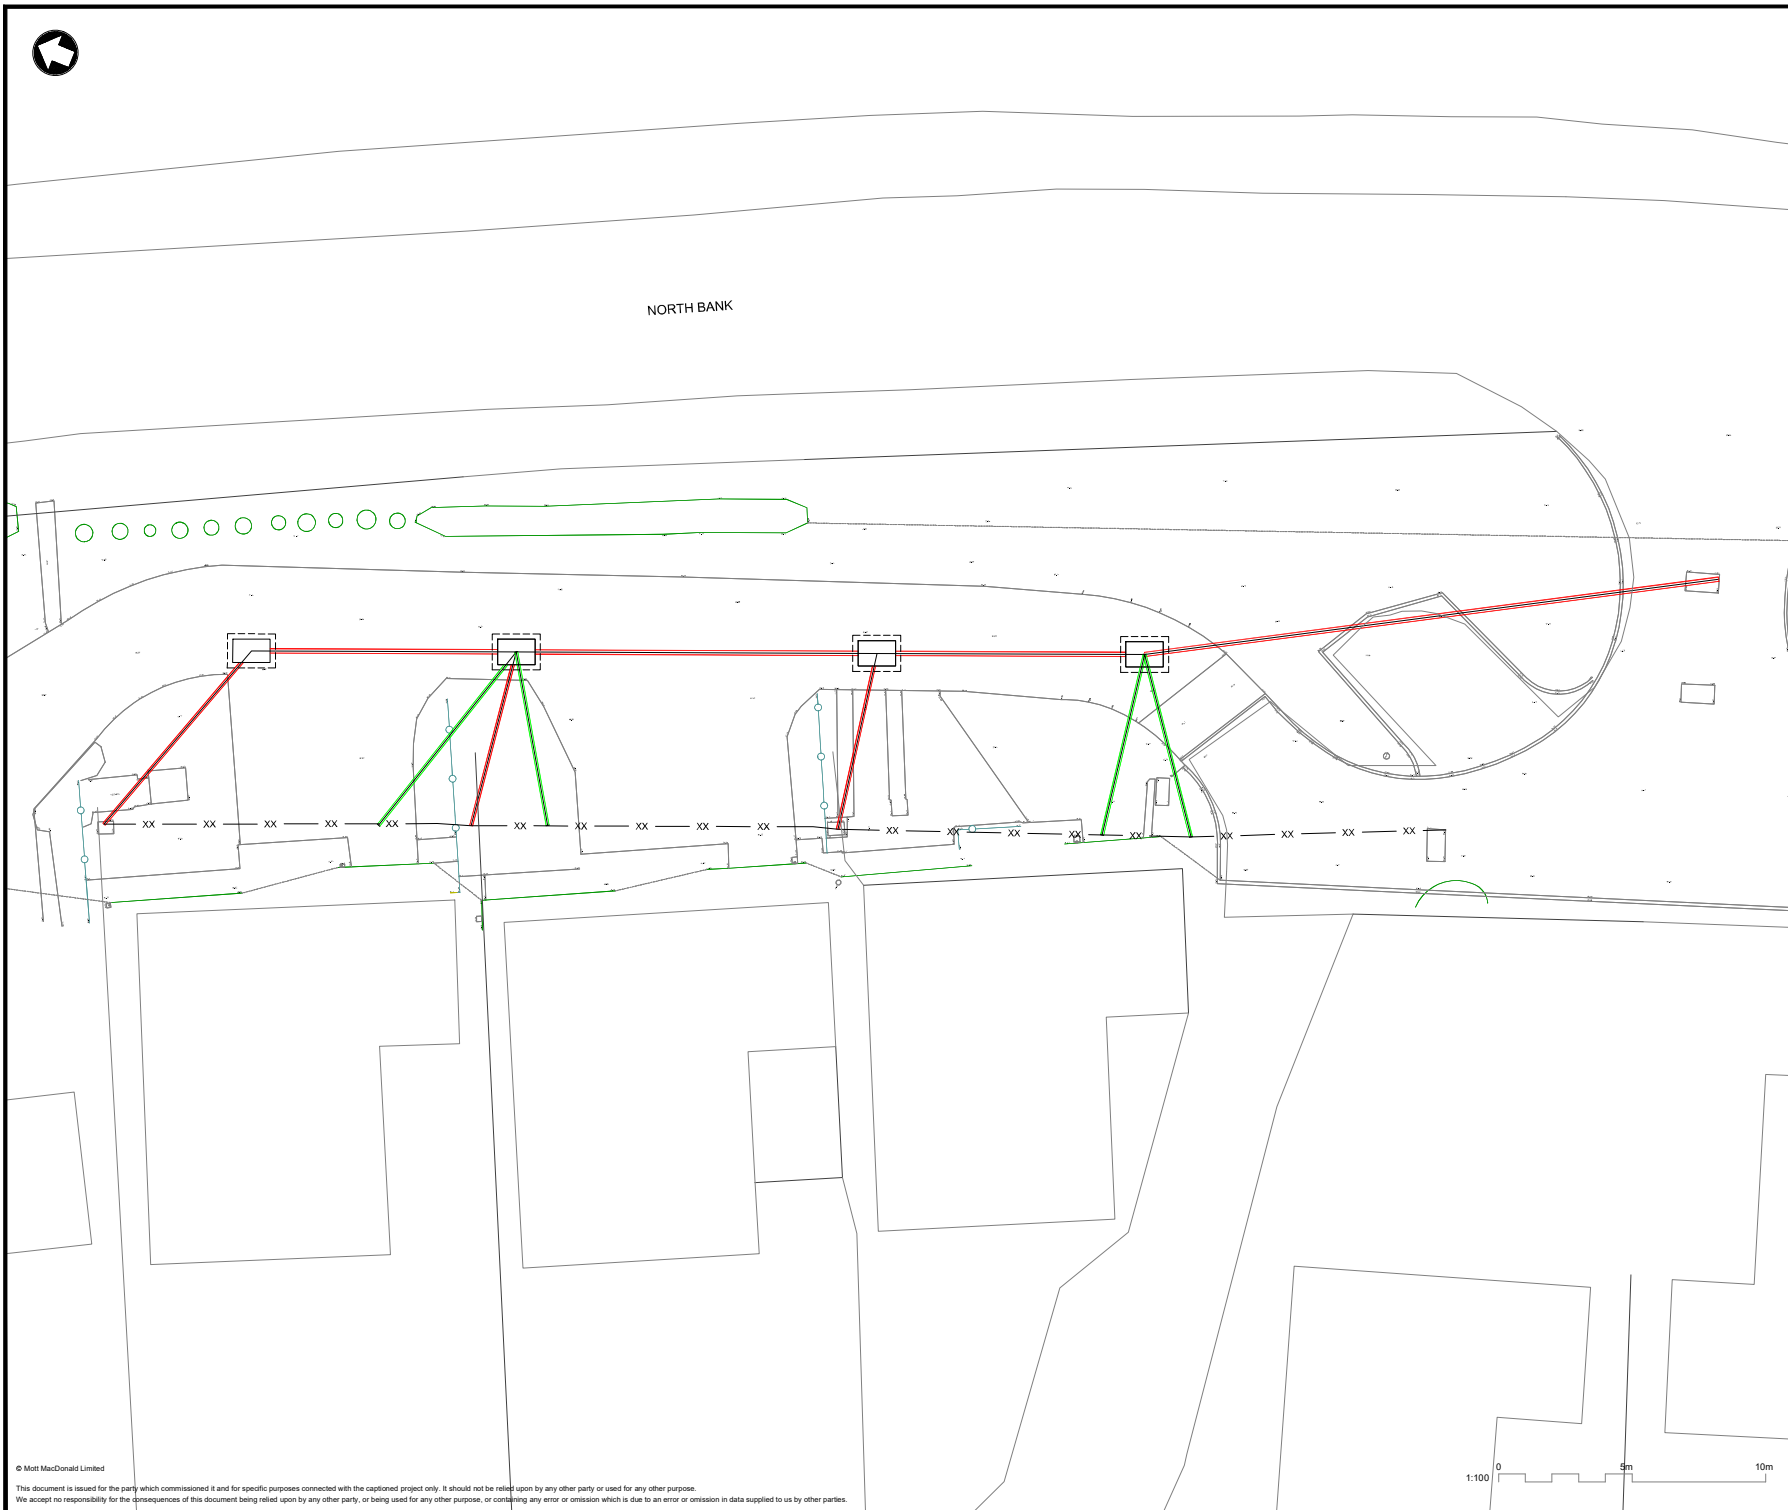 NORTH BANK
XX XX XX XX XX XX XX XX XX XX XX XX XX XX XX XX XX XX XX XX XX
© Mott MacDonald Limited
This document is issued for the party which commissioned it and for specific purposes connected with the captioned project only. It should not be relied upon by any other party or used for any other purpose.
We accept no responsibility for the consequences of this document being relied upon by any other party, or being used for any other purpose, or containing any error or omission which is due to an error or omission in data supplied to us by other parties.
1:100
0 5m 10m